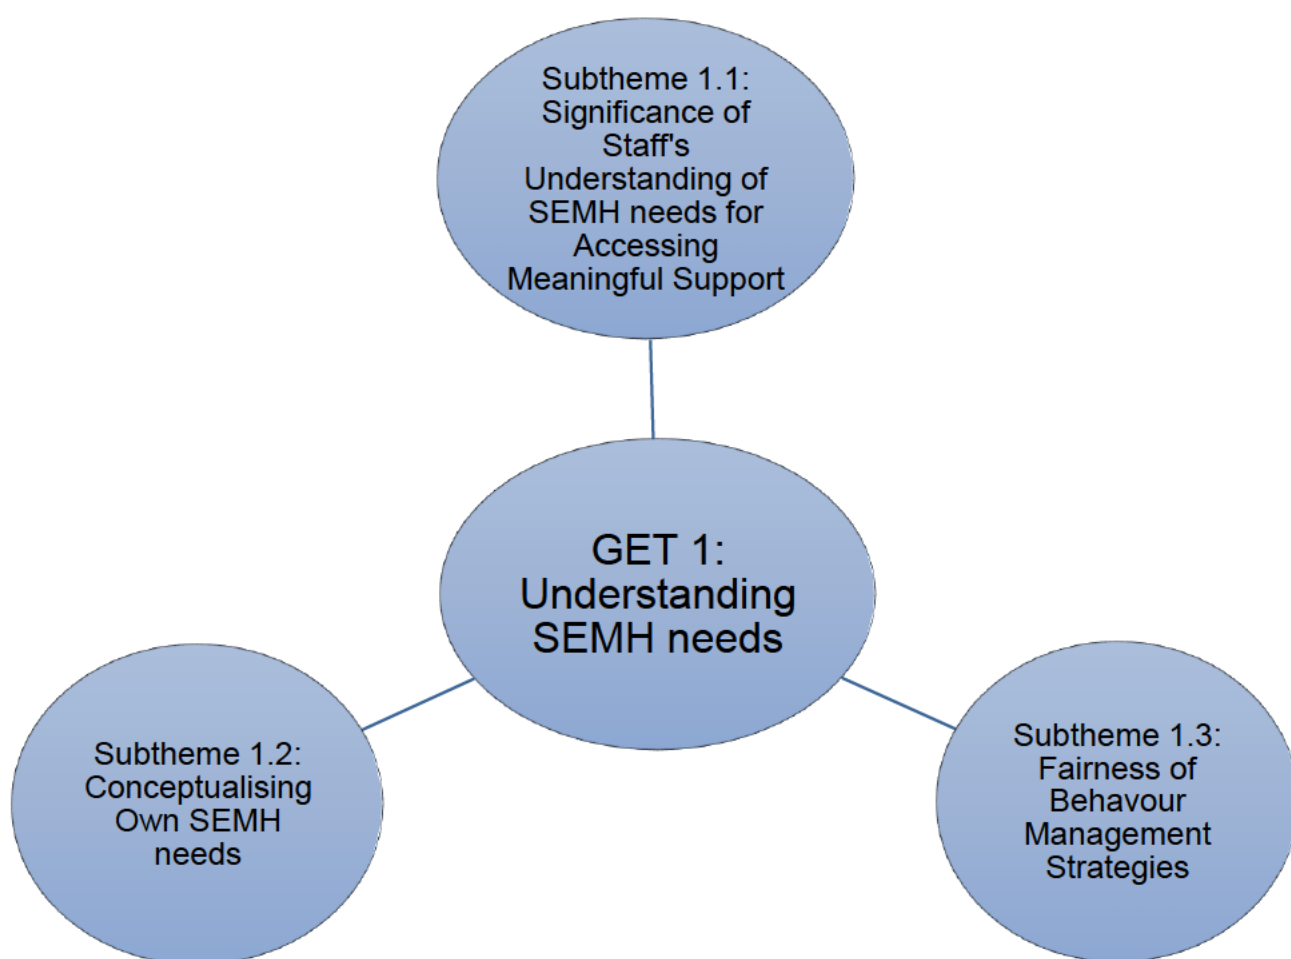 Subtheme 1.1:
Significance of
Staff's
Understanding of
SEMH needs for
Accessing
Meaningful Support
GET 1:
Understanding
SEMH needs
Subtheme 1.2:
Conceptualising
Own SEMH
needs
Subtheme 1.3:
Fairness of
Behavour
Management
Strategies